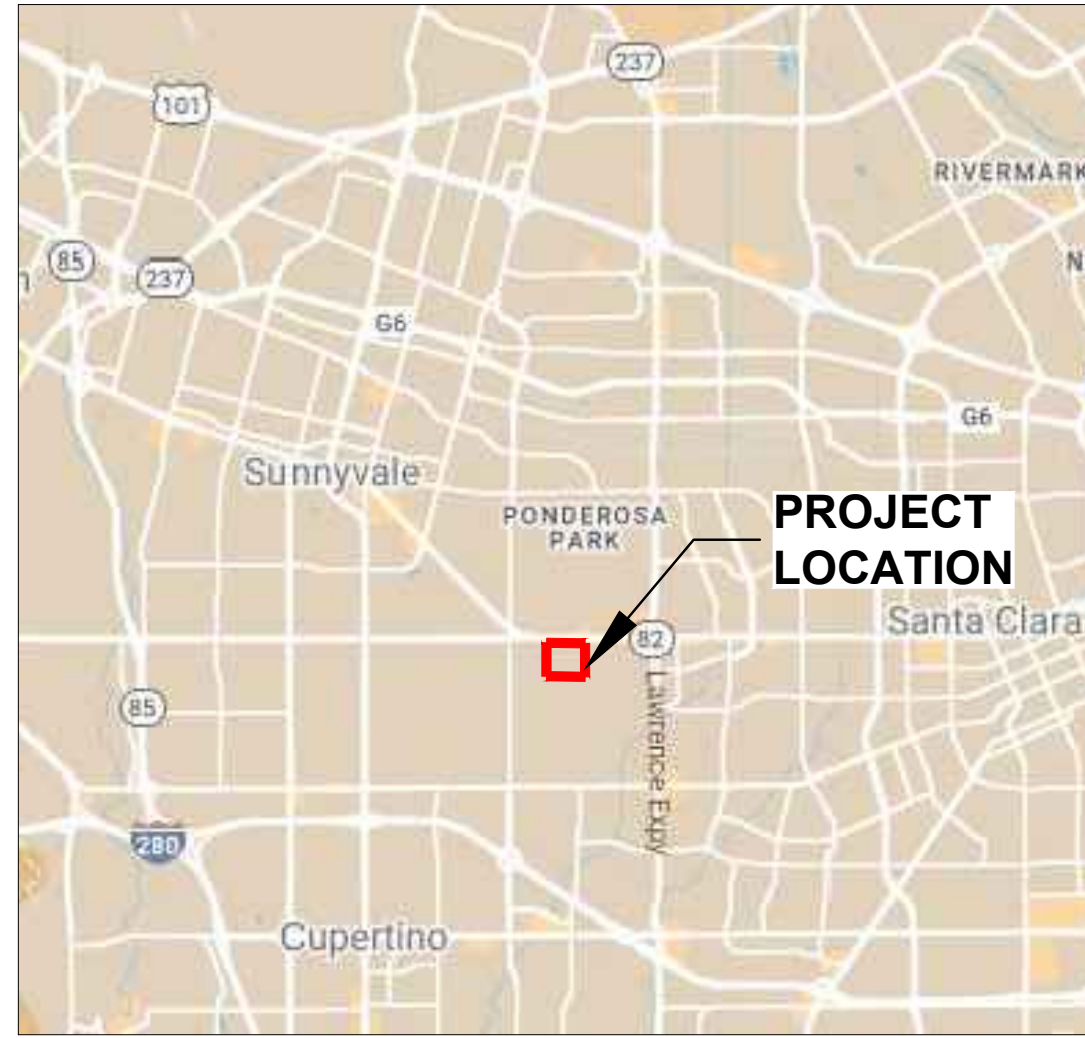 237
101
RIVERMARK
85
237
N
G6
G6
Sunnyvale
PONDEROSA
PARK
PROJECT
LOCATION
Santa Clara
82
Lawrence Expy
85
280
Cupertino